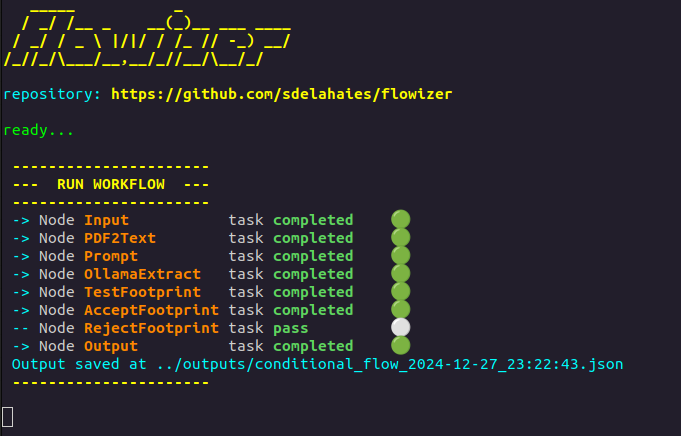 Flowizer
repository: https://github.com/sdelahaies/flowizer
ready...
----------------------
---  RUN WORKFLOW  ---
----------------------
-> Node Input           task completed    🟢
-> Node PDF2Text        task completed    🟢
-> Node Prompt          task completed    🟢
-> Node OllamaExtract   task completed    🟢
-> Node TestFootprint   task completed    🟢
-> Node AcceptFootprint task completed    🟢
-- Node RejectFootprint task pass         ⚪
-> Node Output          task completed    🟢
Output saved at ../outputs/conditional_flow_2024-12-27_23:22:43.json
----------------------